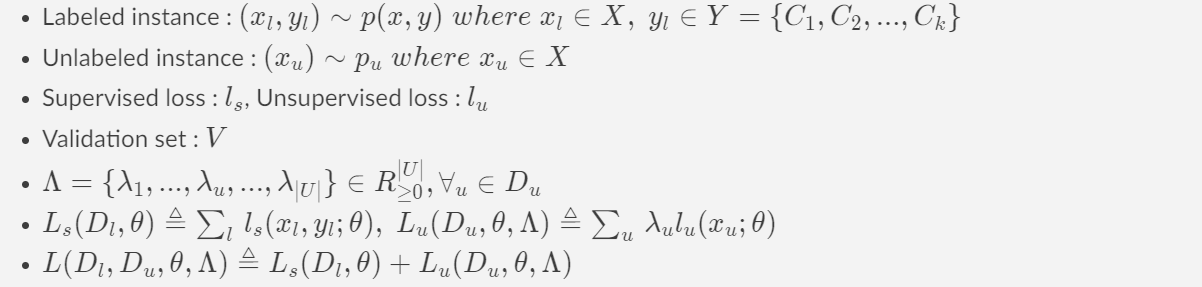 • Labeled instance : $(x_l, y_l) \sim p(x, y)\ where\ x_l \in X,\ y_l \in Y = \{C_1, C_2, ..., C_k\}$
• Unlabeled instance : $(x_u) \sim p_u\ where\ x_u \in X$
• Supervised loss : $l_s$, Unsupervised loss : $l_u$
• Validation set : $V$
• $\Lambda = \{\lambda_1, ..., \lambda_u, ..., \lambda_{|U|}\} \in R_{\geq 0}^{|U|}, \forall_u \in D_u$
• $L_s(D_l, \theta) \triangleq \sum_l l_s(x_l, y_l; \theta),\ L_u(D_u, \theta, \Lambda) \triangleq \sum_u \lambda_u l_u(x_u; \theta)$
• $L(D_l, D_u, \theta, \Lambda) \triangleq L_s(D_l, \theta) + L_u(D_u, \theta, \Lambda)$